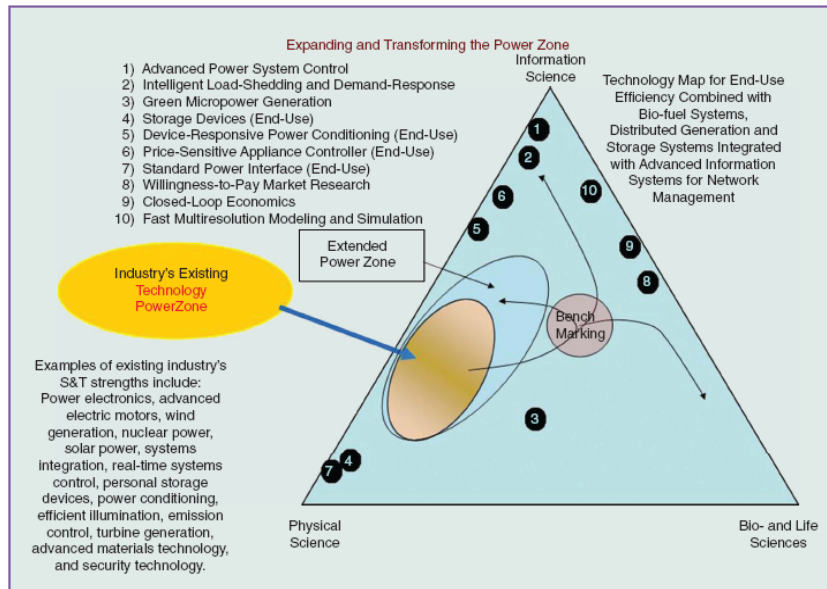 Expanding and Transforming the Power Zone
1) Advanced Power System Control
2) Intelligent Load-Shedding and Demand-Response
3) Green Micropower Generation
4) Storage Devices (End-Use)
5) Device-Responsive Power Conditioning (End-Use)
6) Price-Sensitive Appliance Controller (End-Use)
7) Standard Power Interface (End-Use)
8) Willingness-to-Pay Market Research
9) Closed-Loop Economics
10) Fast Multiresolution Modeling and Simulation
Information
Science
Technology Map for End-Use
Efficiency Combined with
Bio-fuel Systems,
Distributed Generation and
Storage Systems Integrated
with Advanced Information
Systems for Network
Management
1
2
10
6
5
9
8
Extended
Power Zone
Industry's Existing
Technology
PowerZone
Bench
Marking
Examples of existing industry's
S&T strengths include:
Power electronics, advanced
electric motors, wind
generation, nuclear power,
solar power, systems
integration, real-time systems
control, personal storage
devices, power conditioning,
efficient illumination, emission
control, turbine generation,
advanced materials technology,
and security technology.
3
4
7
Physical
Science
Bio- and Life
Sciences